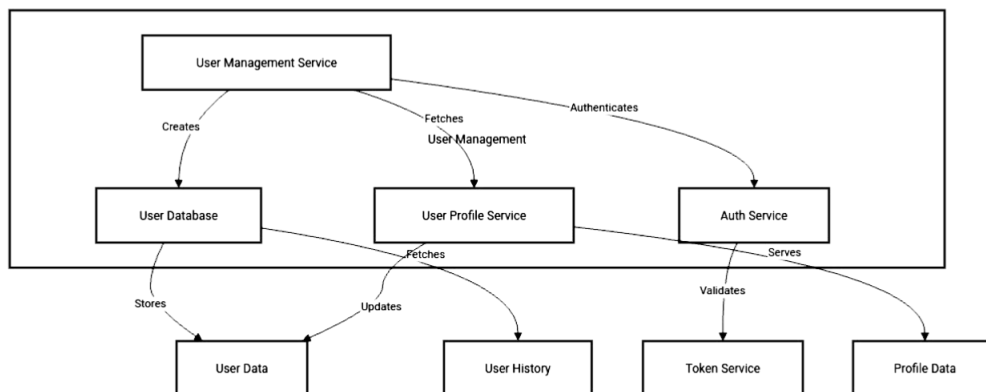 User Management Service
Authenticates
Fetches
Creates
User Management
User Database
User Profile Service
Auth Service
Fetches
Serves
Stores
Updates
Validates
User Data
User History
Token Service
Profile Data